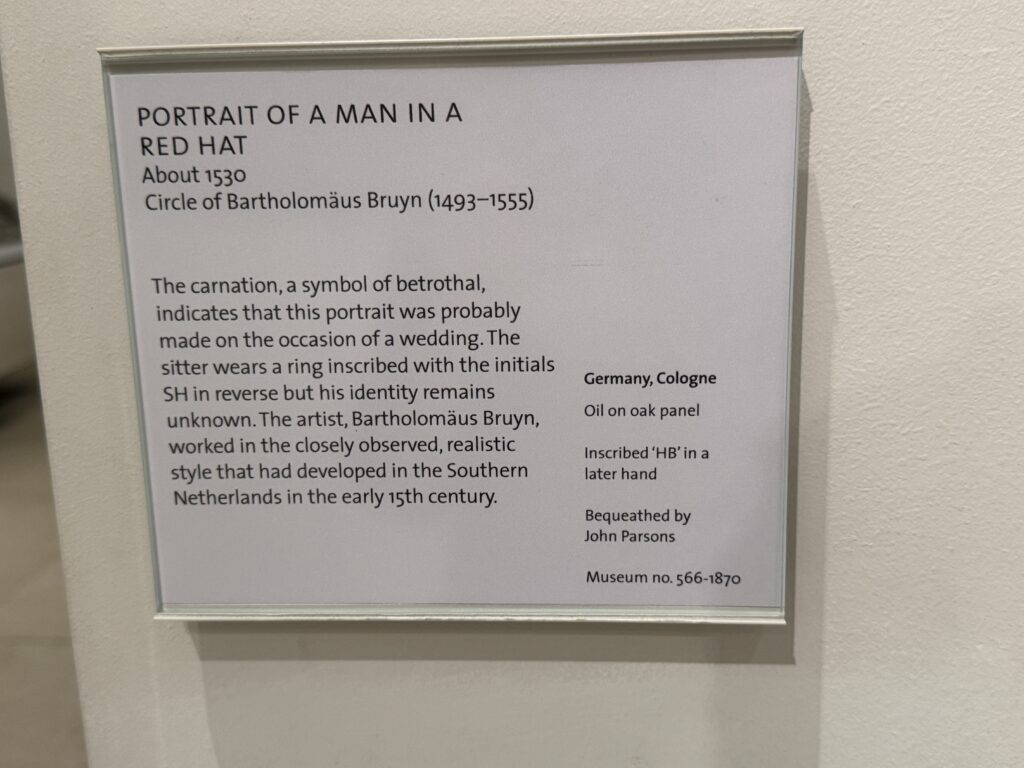 PORTRAIT OF A MAN IN A
RED HAT
About 1530
Circle of Bartholomäus Bruyn (1493–1555)
The carnation, a symbol of betrothal,
indicates that this portrait was probably
made on the occasion of a wedding. The
sitter wears a ring inscribed with the initials
SH in reverse but his identity remains
unknown. The artist, Bartholomäus Bruyn,
worked in the closely observed, realistic
style that had developed in the Southern
Netherlands in the early 15th century.
Germany, Cologne
Oil on oak panel
Inscribed ‘HB’ in a
later hand
Bequeathed by
John Parsons
Museum no. 566-1870